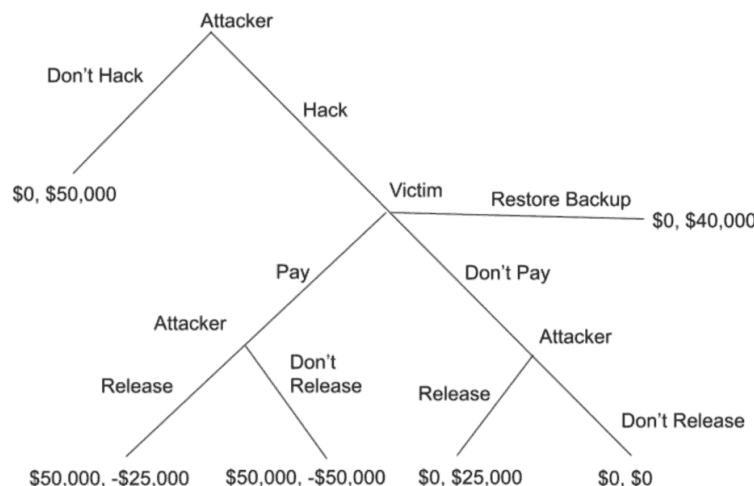 Attacker
Don't Hack
Hack
$0, $50,000
Victim
Restore Backup
$0, $40,000
Pay
Don't Pay
Attacker
Attacker
Release
Don't
Release
Release
Don't Release
$50,000, -$25,000
$50,000, -$50,000
$0, $25,000
$0, $0